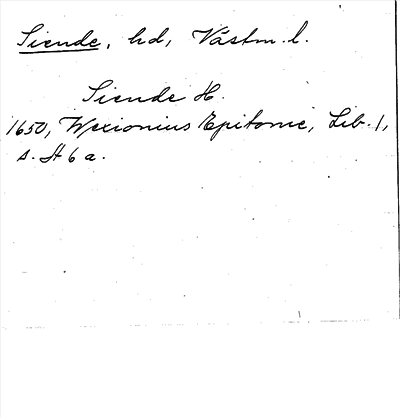 Siende, hd, Västm. l.
Siende H.
1650, Wexionius Epitome, Lib. 1,
s. H 6 a.